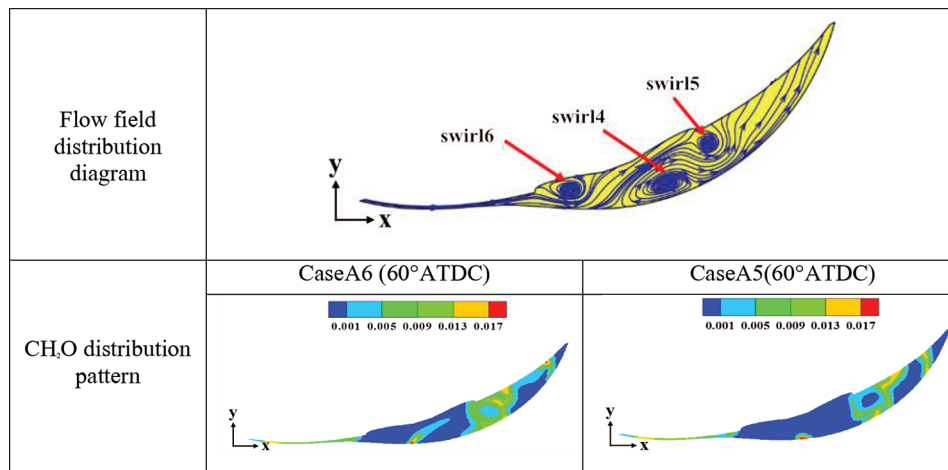 Flow field
distribution
diagram
swirl5
swirl4
swirl6
y
x
CaseA6 (60°ATDC)
CaseA5(60°ATDC)
CH₂O distribution
pattern
0.001 0.005 0.009 0.013 0.017
y
x
0.001 0.005 0.009 0.013 0.017
y
x